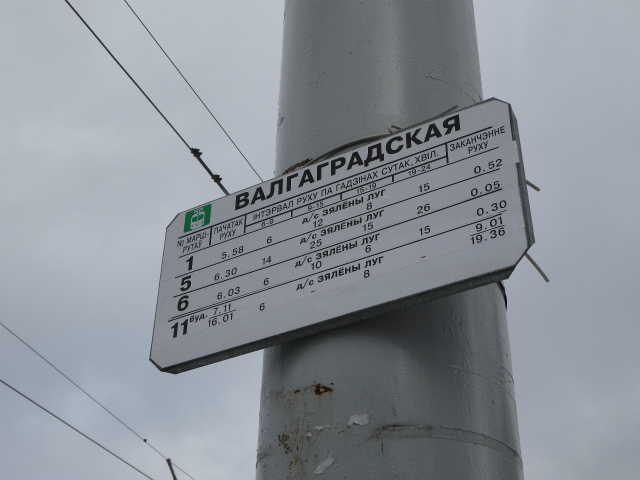 ВАЛГАГРАДСКАЯ
№ МАРШ-РУТАЎ ПАЧАТАК РУХУ ІНТЭРВАЛ РУХУ ПА ГАДЗІНАХ СУТАК, ХВІЛ. ЗАКАНЧЭННЕ РУХУ
6-9 9-15 15-19 19-24
Д/С ЗЯЛЁНЫ ЛУГ
1 5.58 6 12 8 15 0.52
Д/С ЗЯЛЁНЫ ЛУГ
5 6.30 14 25 15 26 0.05
Д/С ЗЯЛЁНЫ ЛУГ
6 6.03 6 10 6 15 0.30
11 буд. 7.11 6 - 8 - 9.01
16.01 19.36